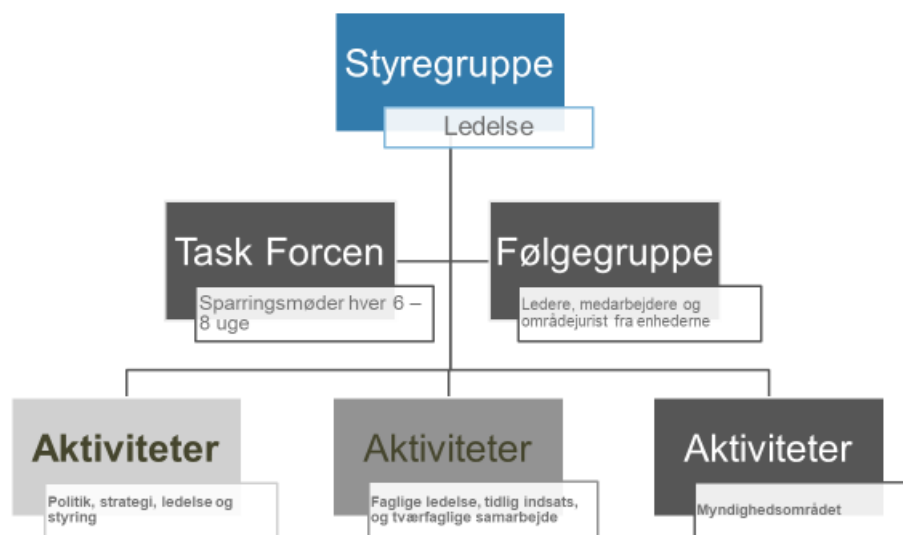 Styregruppe
Ledelse
Task Forcen
Sparringsmøder hver 6 –
8 uge
Følgegruppe
Ledere, medarbejdere og
områdejurist fra enhederne
Aktiviteter
Politik, strategi, ledelse og
styring
Aktiviteter
Faglige ledelse, tidlig indsats,
og tværfaglige samarbejde
Aktiviteter
Myndighedsområdet